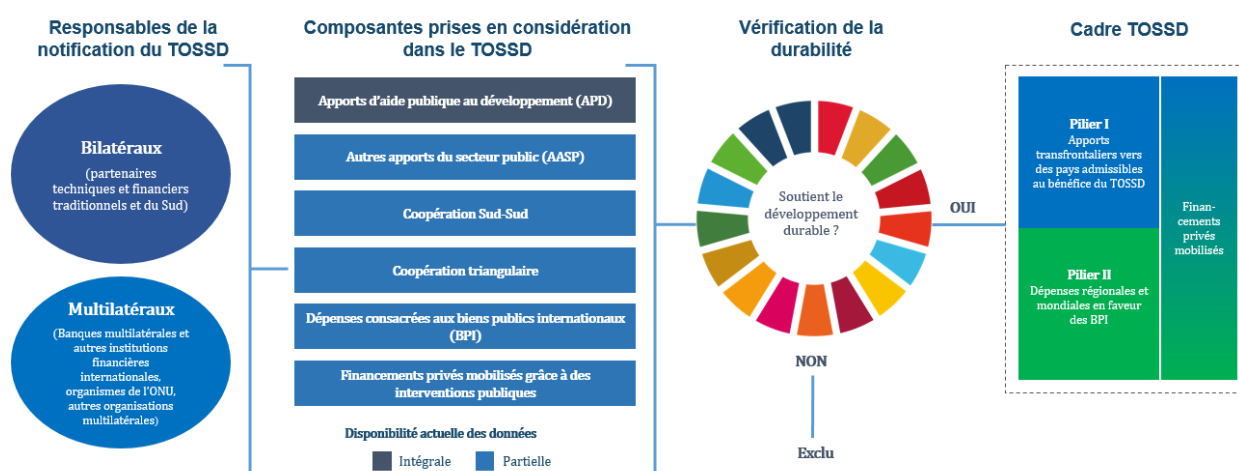 Responsables de la
notification du TOSSD
Bilatéraux
(partenaires
techniques et financiers
traditionnels et du Sud)
Multilatéraux
(Banques multilatérales et
autres institutions
financières
internationales,
organismes de l'ONU,
autres organisations
multilatérales)
Composantes prises en considération
dans le TOSSD
Apports d'aide publique au développement (APD)
Autres apports du secteur public (AASP)
Coopération Sud-Sud
Coopération triangulaire
Dépenses consacrées aux biens publics internationaux
(BPI)
Financements privés mobilisés grâce à des
interventions publiques
Disponibilité actuelle des données
Intégrale
Partielle
Vérification de la
durabilité
Soutient le
développement
durable ?
OUI
NON
Exclu
Cadre TOSSD
Pilier I
Apports
transfrontaliers vers
des pays admissibles
au bénéfice du TOSSD
Pilier II
Dépenses régionales et
mondiales en faveur
des BPI
Finan-
cements
privés
mobilisés